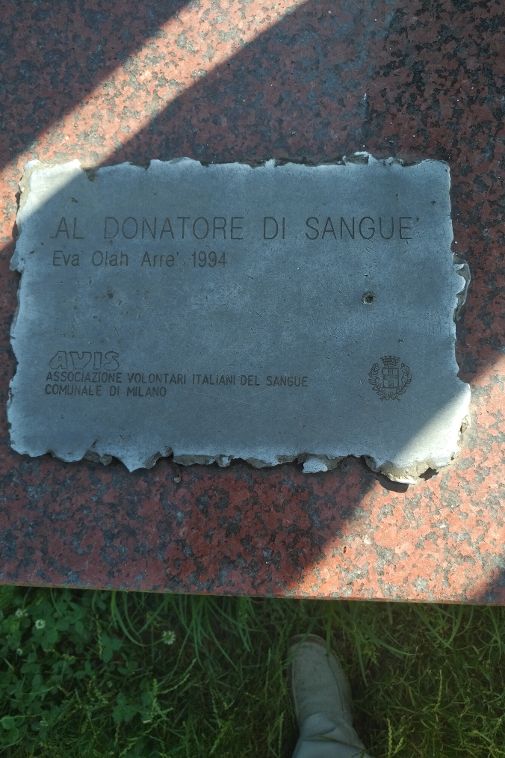 "AL DONATORE DI SANGUE"
Eva Olah Arre' 1994
AVIS
ASSOCIAZIONE VOLONTARI ITALIANI DEL SANGUE
COMUNALE DI MILANO